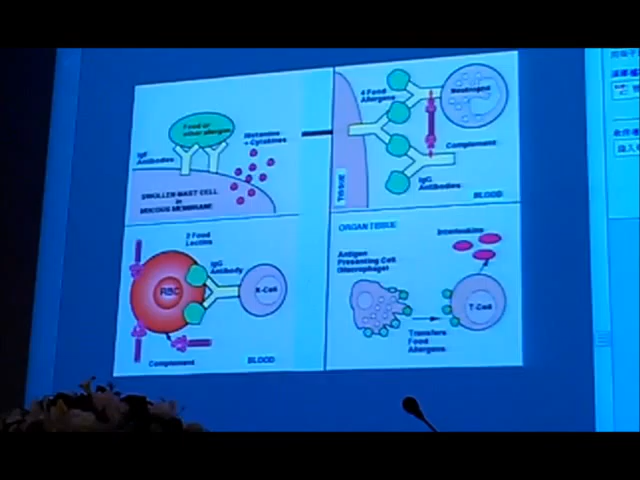 Food or
other allergen
IgE
Antibodies
Histamine
+ Cytokines
SWOLLEN MAST CELL
in
MUCOUS MEMBRANE
4 Food
Allergens
Neutrophil
Complement
IgG
Antibodies
TISSUE
BLOOD
2 Food
Lectins
IgG
Antibody
RBC
K-Cell
Complement
BLOOD
ORGAN TISSUE
Interleukins
Antigen
Presenting Cell
(Macrophage)
T-Cell
Transfers
Food
Allergens